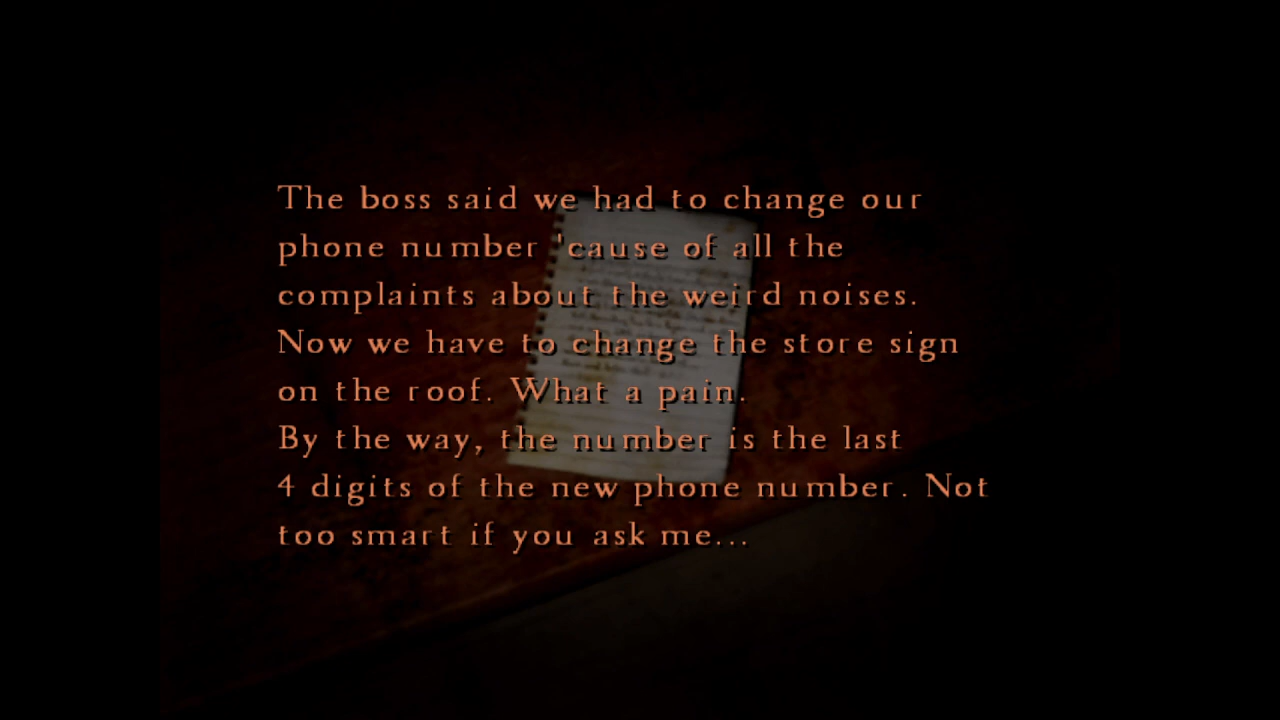 The boss said we had to change our
phone number 'cause of all the
complaints about the weird noises.
Now we have to change the store sign
on the roof. What a pain.
By the way, the number is the last
4 digits of the new phone number. Not
too smart if you ask me...